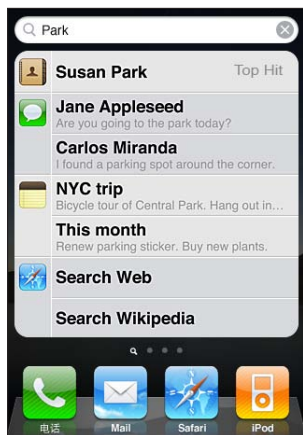 Park
Susan Park Top Hit
Jane Appleseed
Are you going to the park today?
Carlos Miranda
I found a parking spot around the corner.
NYC trip
Bicycle tour of Central Park. Hang out in...
This month
Renew parking sticker. Buy new plants.
Search Web
Search Wikipedia
电话 Mail Safari iPod